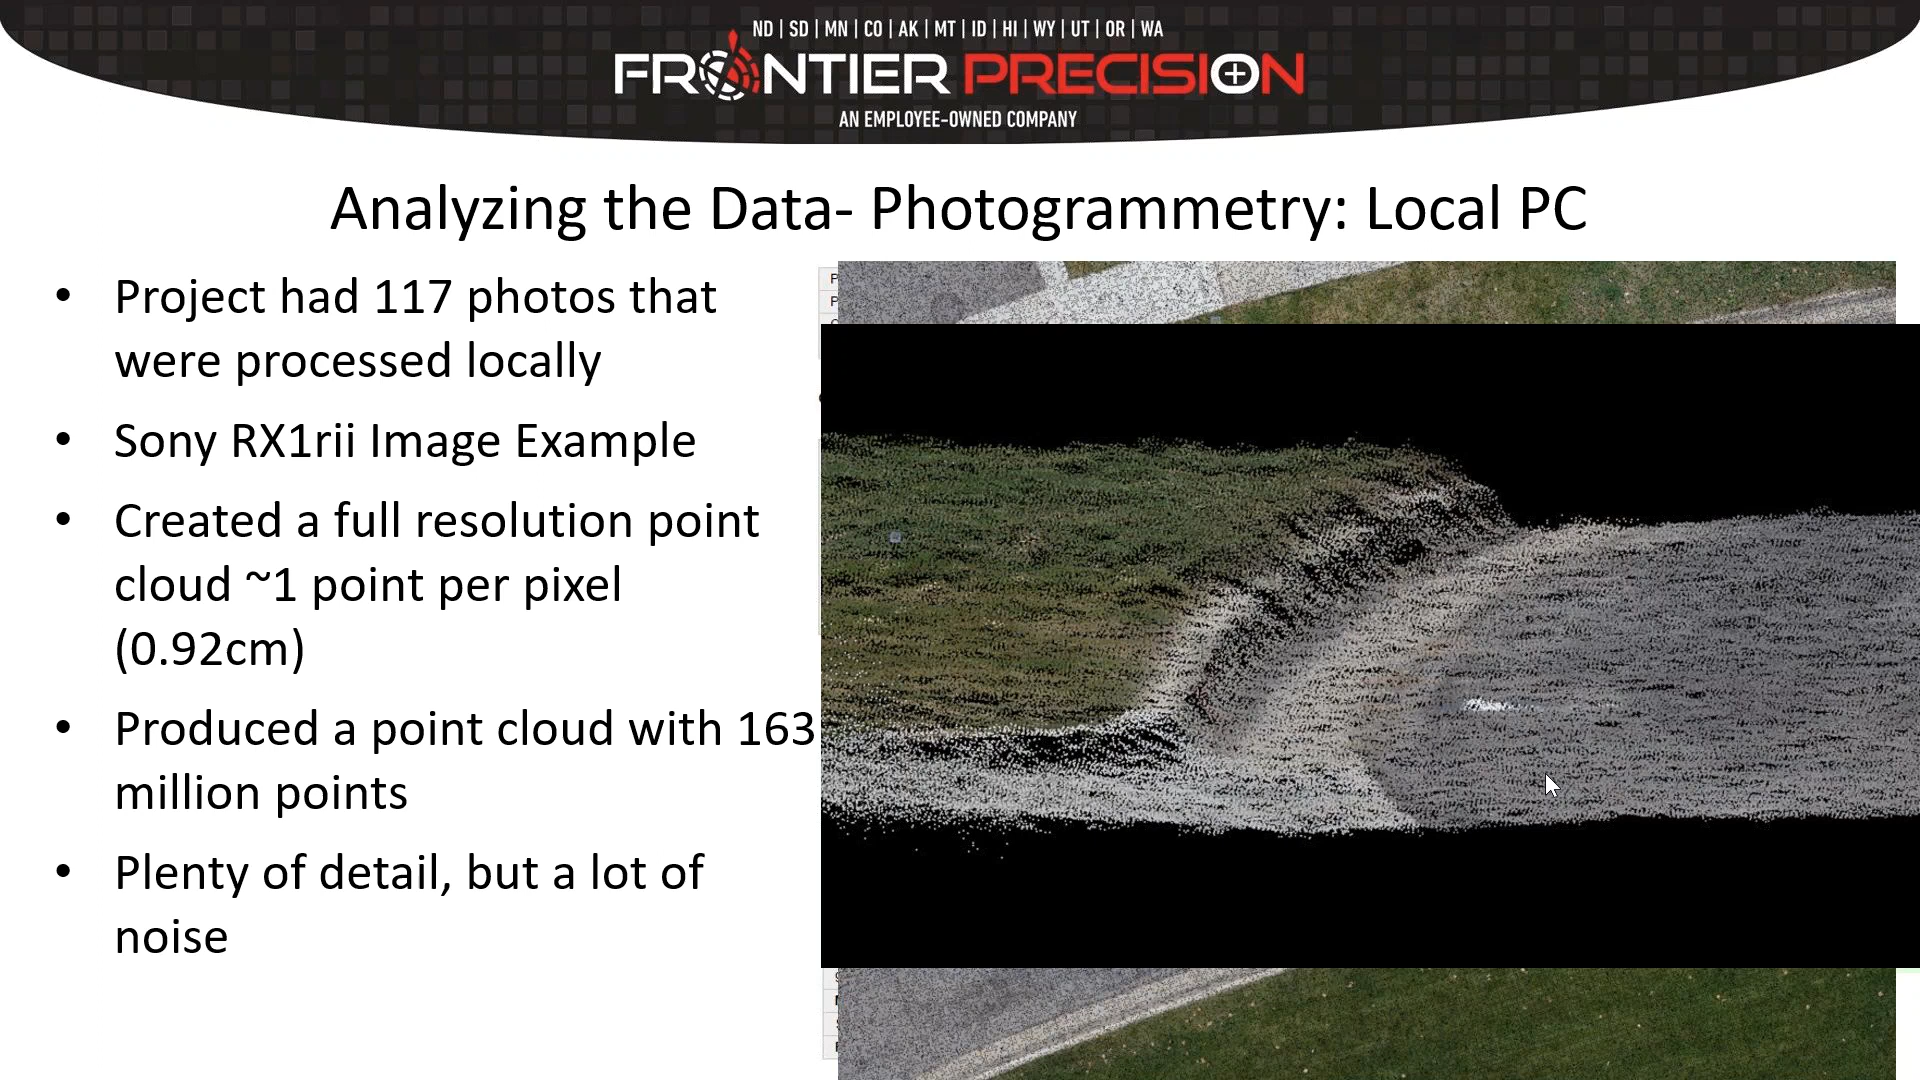 ND | SD | MN | CO | AK | MT | ID | HI | WY | UT | OR | WA
FRONTIER PRECISION
AN EMPLOYEE-OWNED COMPANY
Analyzing the Data- Photogrammetry: Local PC
• Project had 117 photos that
were processed locally
• Sony RX1rii Image Example
• Created a full resolution point
cloud ~1 point per pixel
(0.92cm)
• Produced a point cloud with 163
million points
• Plenty of detail, but a lot of
noise